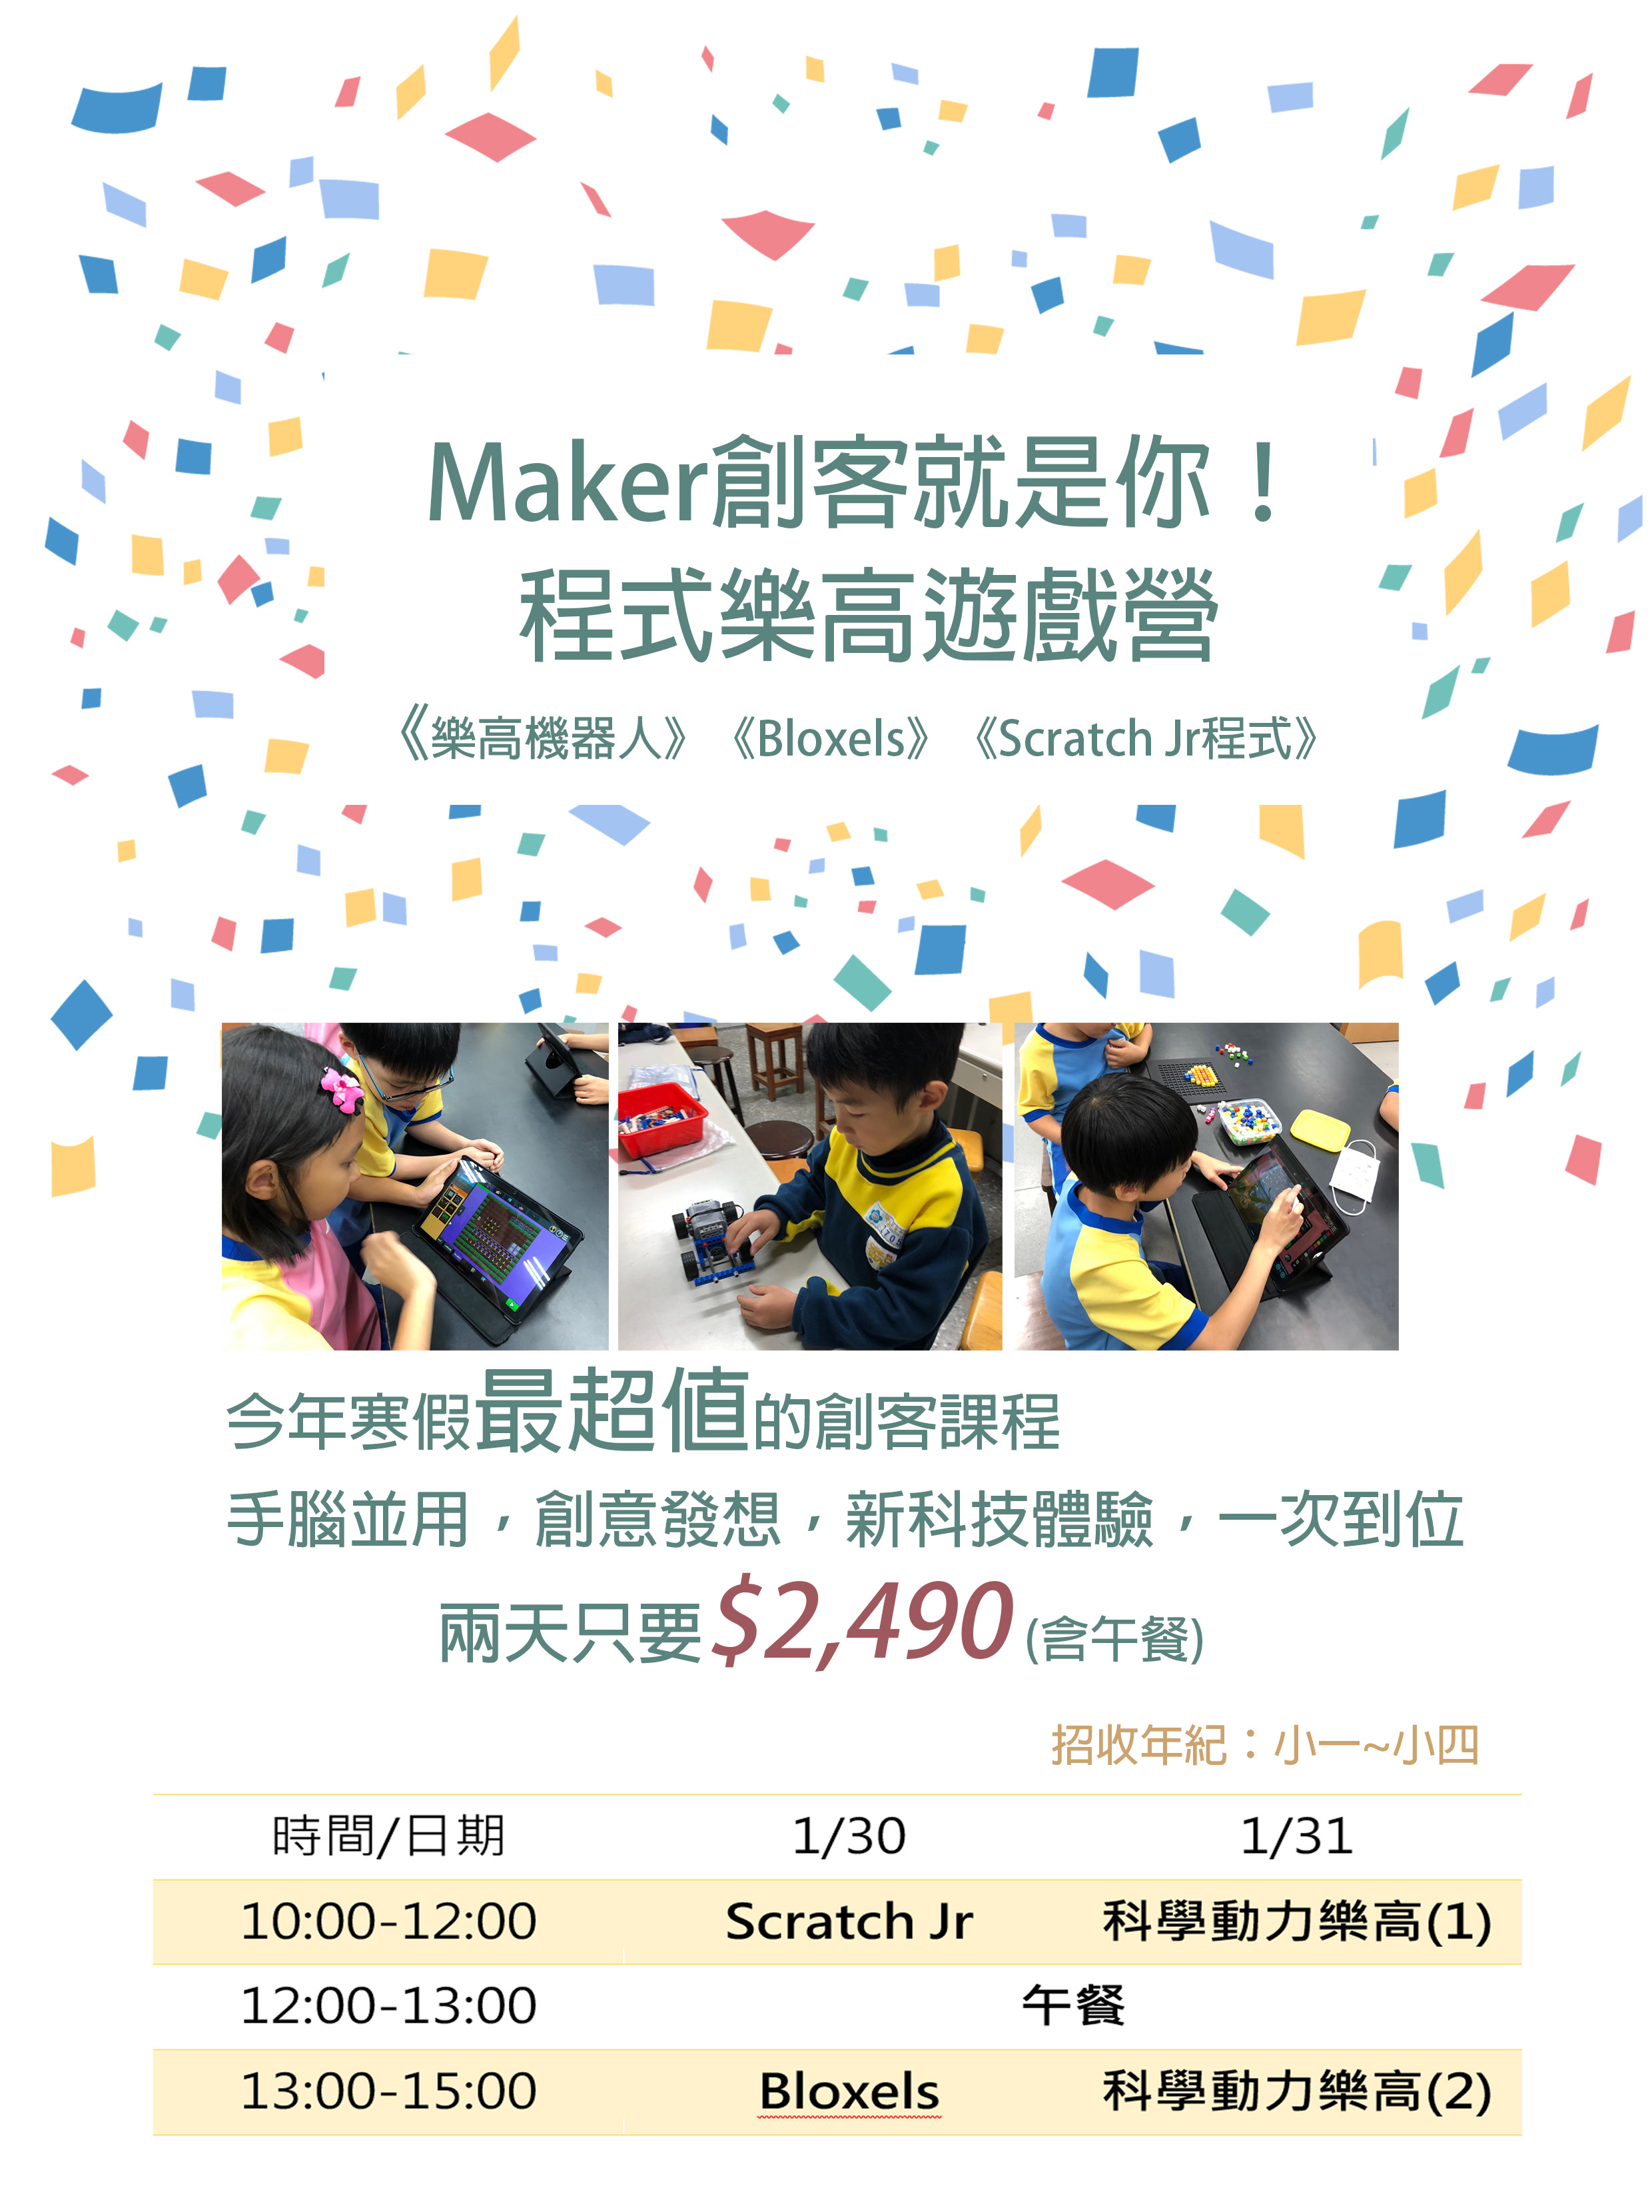 Maker創客就是你！
程式樂高遊戲營
《樂高機器人》《Bloxels》《Scratch Jr程式》
今年寒假最超值的創客課程
手腦並用，創意發想，新科技體驗，一次到位
兩天只要$2,490(含午餐)
招收年紀：小一~小四
時間/日期 1/30 1/31
10:00-12:00 Scratch Jr 科學動力樂高(1)
12:00-13:00 午餐
13:00-15:00 Bloxels 科學動力樂高(2)